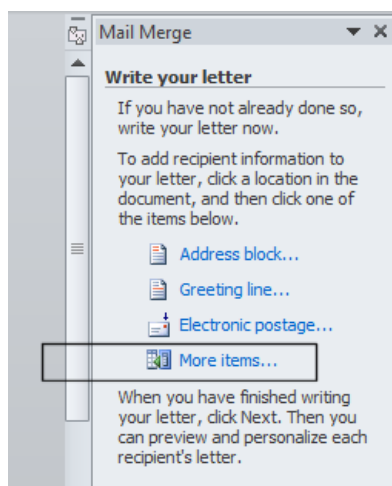 Mail Merge
Write your letter
If you have not already done so,
write your letter now.
To add recipient information to
your letter, click a location in the
document, and then click one of
the items below.
Address block...
Greeting line...
Electronic postage...
More items...
When you have finished writing
your letter, click Next. Then you
can preview and personalize each
recipient's letter.